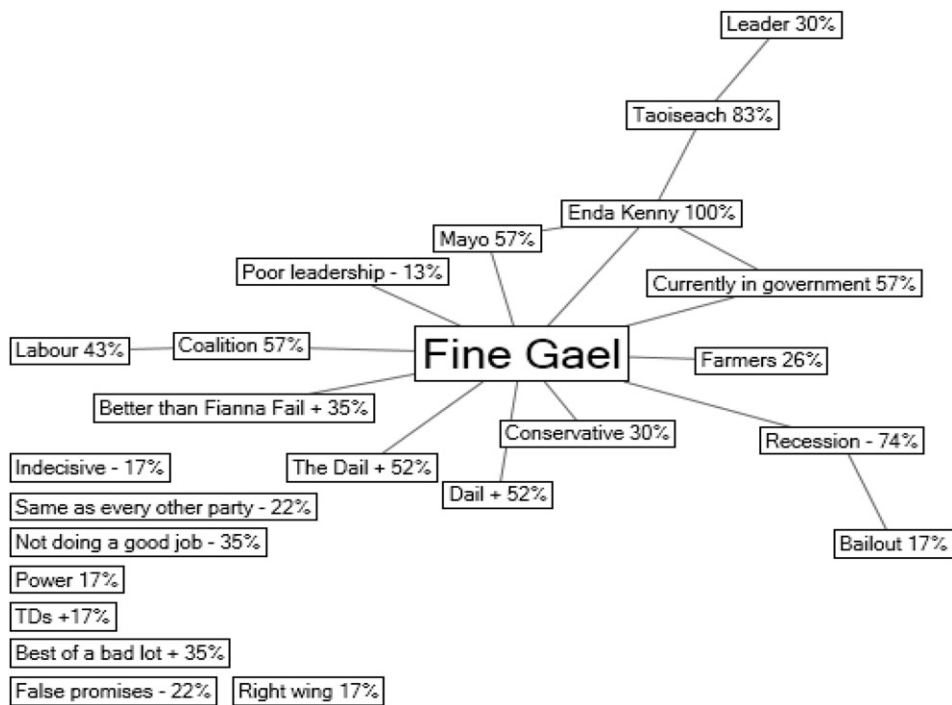 Leader 30%
Taoiseach 83%
Enda Kenny 100%
Mayo 57%
Poor leadership - 13%
Currently in government 57%
Labour 43%
Coalition 57%
Fine Gael
Farmers 26%
Better than Fianna Fail + 35%
Conservative 30%
Recession - 74%
Indecisive - 17%
The Dail + 52%
Dail + 52%
Same as every other party - 22%
Not doing a good job - 35%
Bailout 17%
Power 17%
TDs +17%
Best of a bad lot + 35%
False promises - 22%
Right wing 17%